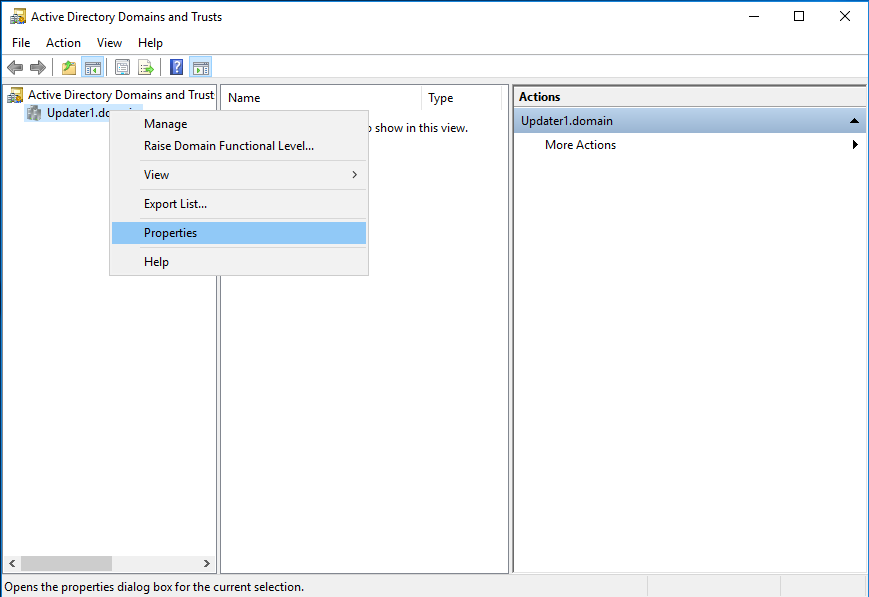 Active Directory Domains and Trusts
File Action View Help
Active Directory Domains and Trust
Updater1.do
Name Type
show in this view.
Manage
Raise Domain Functional Level...
View
Export List...
Properties
Help
Actions
Updater1.domain
More Actions
Opens the properties dialog box for the current selection.